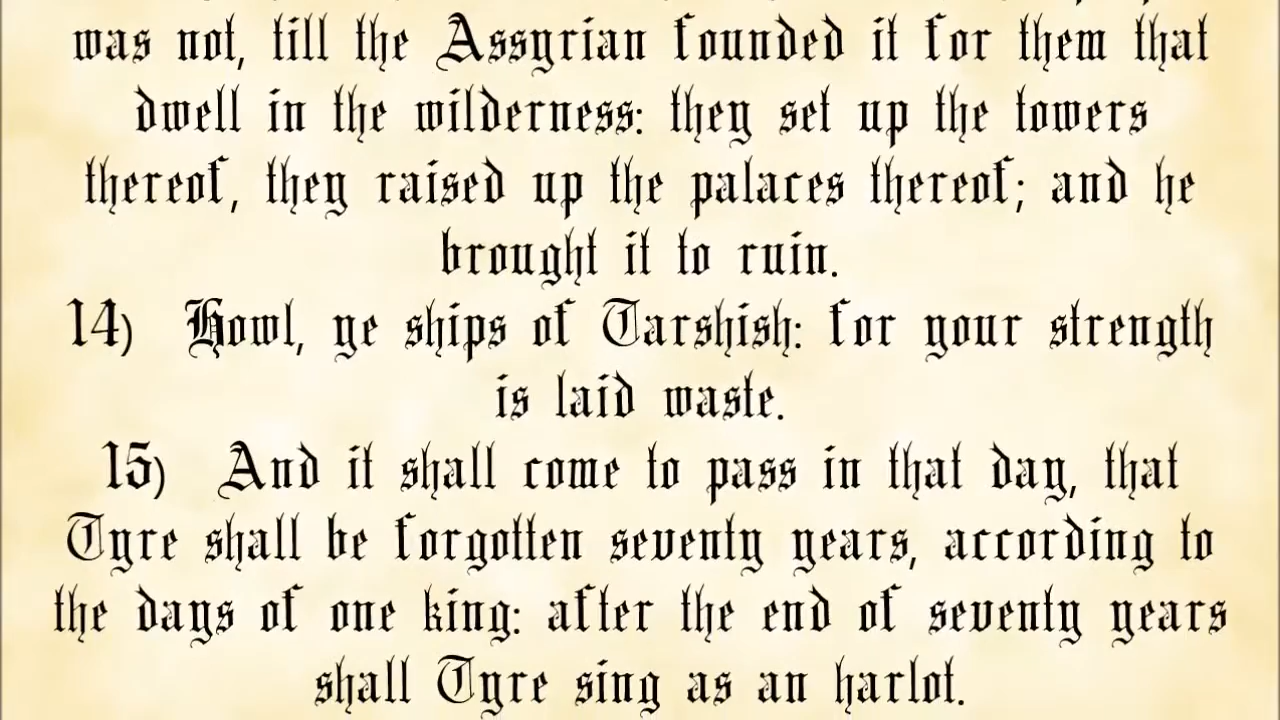 was not, till the Assyrian founded it for them that
dwell in the wilderness: they set up the towers
thereof, they raised up the palaces thereof; and he
brought it to ruin.
14) Howl, ye ships of Tarshish: for your strength
is laid waste.
15) And it shall come to pass in that day, that
Tyre shall be forgotten seventy years, according to
the days of one king: after the end of seventy years
shall Tyre sing as an harlot.